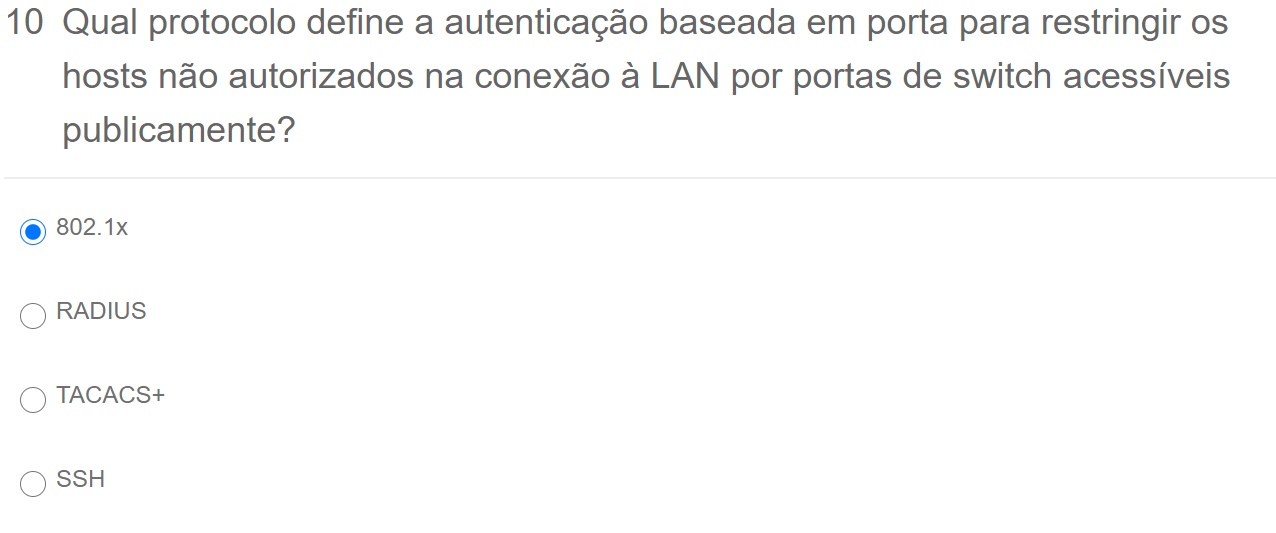 10 Qual protocolo define a autenticação baseada em porta para restringir os
hosts não autorizados na conexão à LAN por portas de switch acessíveis
publicamente?
802.1x
RADIUS
TACACS+
SSH